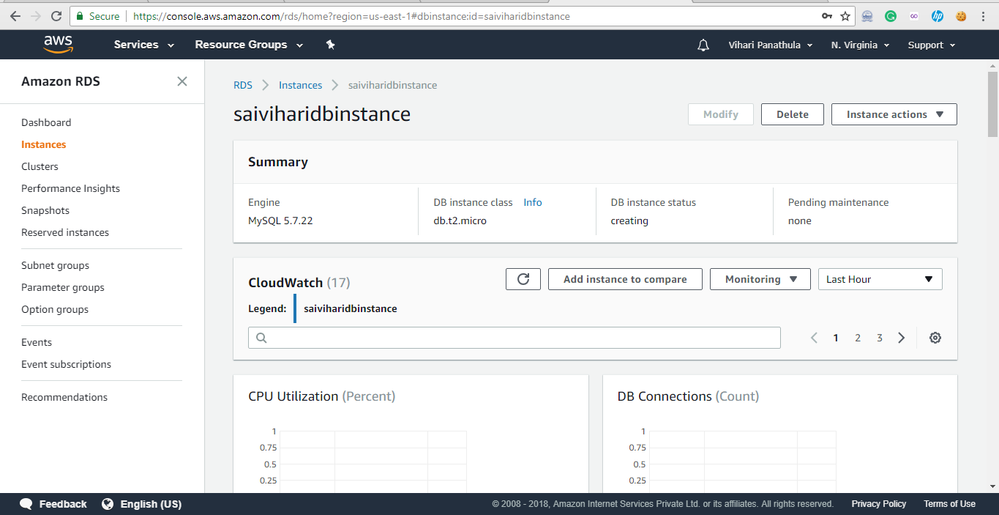 Secure https://console.aws.amazon.com/rds/home?region=us-east-1#dbinstance:id=saiviharidbinstance
aws Services Resource Groups Vihari Panathula N. Virginia Support
Amazon RDS
Dashboard
Instances
Clusters
Performance Insights
Snapshots
Reserved instances
Subnet groups
Parameter groups
Option groups
Events
Event subscriptions
Recommendations
RDS Instances saiviharidbinstance
saiviharidbinstance
Modify Delete Instance actions
Summary
Engine DB instance class Info DB instance status Pending maintenance
MySQL 5.7.22 db.t2.micro creating none
CloudWatch (17) Add instance to compare Monitoring Last Hour
Legend: saiviharidbinstance
1 2 3
CPU Utilization (Percent) DB Connections (Count)
1 1
0.75 0.75
0.5 0.5
0.25 0.25
Feedback English (US) © 2008 - 2018, Amazon Internet Services Private Ltd. or its affiliates. All rights reserved. Privacy Policy Terms of Use